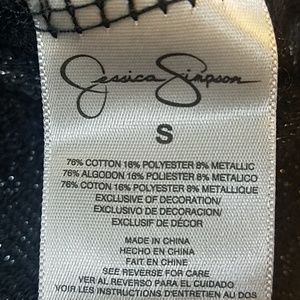 Jessica Simpson
S
76% COTTON 16% POLYESTER 8% METALLIC
76% ALGODON 16% POLYESTER 8% METALICO
76% COTON 16% POLYESTER 8% METALLIQUE
EXCLUSIVE OF DECORATION/
EXCLUSIVO DE DECORACION/
EXCLUSIF DE DÉCOR
MADE IN CHINA
HECHO EN CHINA
FAIT EN CHINE
SEE REVERSE FOR CARE
VER AL REVERSO PARA EL CUIDADO
VOIR LES INSTRUCTIONS D'ENTRETIEN AU DOS